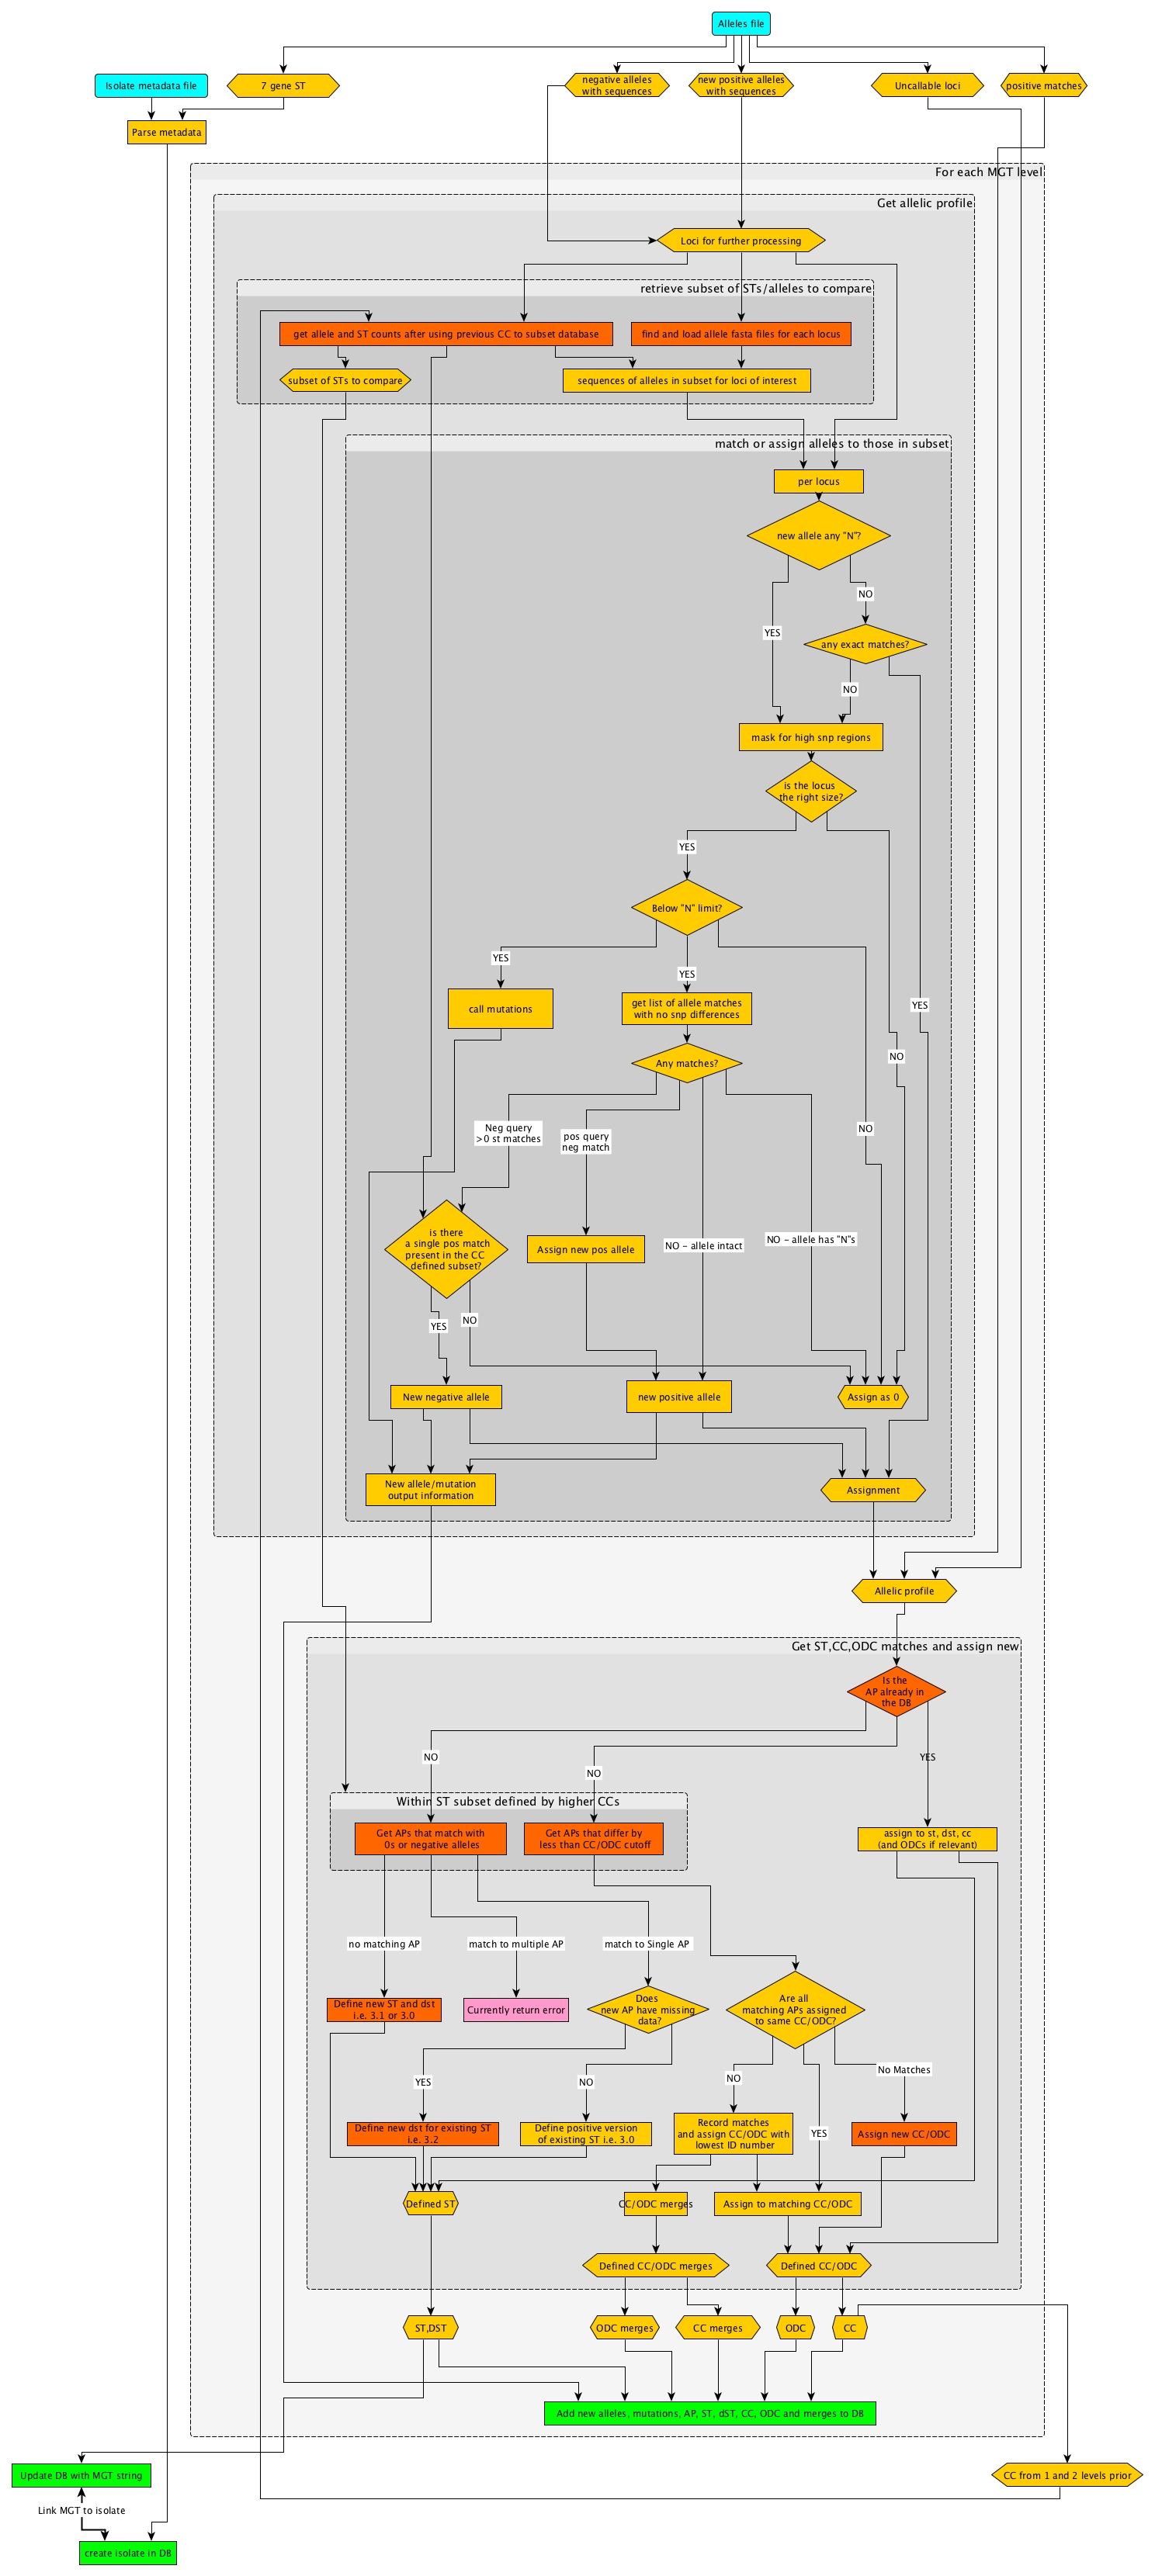 Alleles file
Isolate metadata file
7 gene ST
negative alleles
with sequences
new positive alleles
with sequences
Uncallable loci
positive matches
Parse metadata
For each MGT level
Get allelic profile
Loci for further processing
retrieve subset of STs/alleles to compare
get allele and ST counts after using previous CC to subset database
find and load allele fasta files for each locus
subset of STs to compare
sequences of alleles in subset for loci of interest
match or assign alleles to those in subset
per locus
new allele any "N"?
NO
YES
any exact matches?
NO
mask for high snp regions
is the locus
the right size?
YES
Below "N" limit?
YES
YES
call mutations
get list of allele matches
with no snp differences
YES
NO
Any matches?
Neg query
>0 st matches
pos query
neg match
NO
is there
a single pos match
present in the CC
defined subset?
Assign new pos allele
NO - allele intact
NO - allele has "N"s
YES
NO
New negative allele
new positive allele
Assign as 0
New allele/mutation
output information
Assignment
Allelic profile
Get ST,CC,ODC matches and assign new
Is the
AP already in
the DB
NO
NO
YES
Within ST subset defined by higher CCs
Get APs that match with
0s or negative alleles
Get APs that differ by
less than CC/ODC cutoff
assign to st, dst, cc
(and ODCs if relevant)
no matching AP
match to multiple AP
match to Single AP
Define new ST and dst
i.e. 3.1 or 3.0
Currently return error
Does
new AP have missing
data?
Are all
matching APs assigned
to same CC/ODC?
YES
NO
NO
No Matches
Define new dst for existing ST
i.e. 3.2
Define positive version
of existing ST i.e. 3.0
Record matches
and assign CC/ODC with
lowest ID number
YES
Assign new CC/ODC
Defined ST
CC/ODC merges
Assign to matching CC/ODC
Defined CC/ODC merges
Defined CC/ODC
ST,DST
ODC merges
CC merges
ODC
CC
Add new alleles, mutations, AP, ST, dST, CC, ODC and merges to DB
Update DB with MGT string
CC from 1 and 2 levels prior
Link MGT to isolate
create isolate in DB